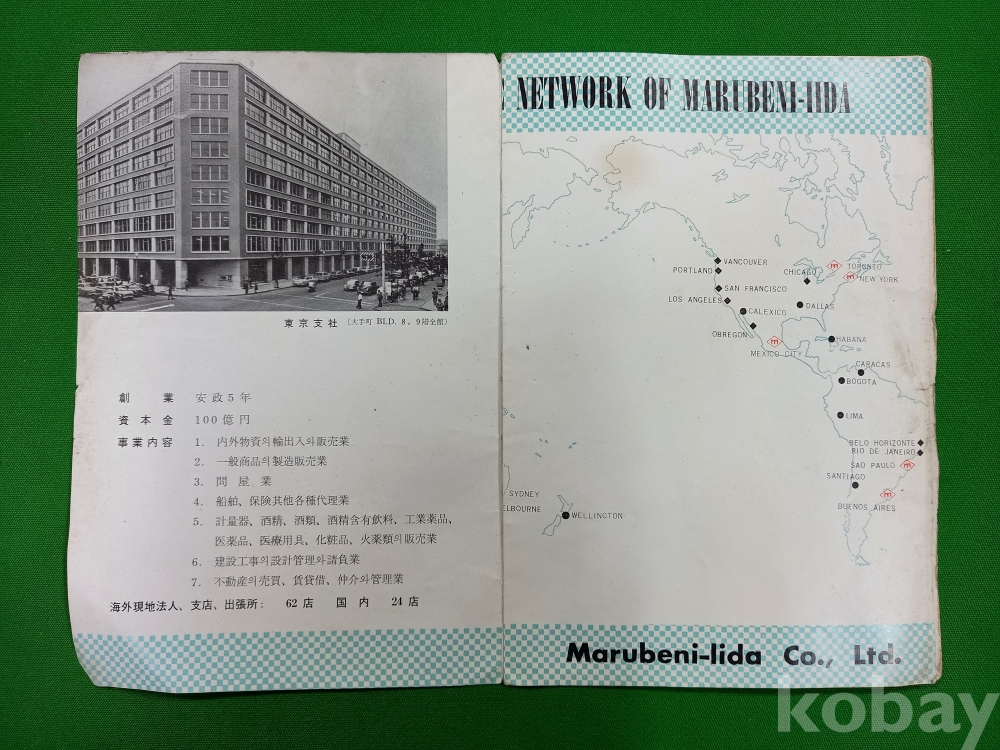 東京支社 (大手町 BLD. 8, 9階全館)
創業 安政5年
資本金 100億円
事業内容 1. 内外物資의輸出入의販売業
2. 一般商品의製造販売業
3. 問屋業
4. 船舶、保険其他各種代理業
5. 計量器、酒精、酒類、酒精含有飲料、工業薬品、
医薬品、医療用具、化粧品、火薬類의販売業
6. 建設工事의設計管理와請負業
7. 不動産의売買、賃貸借、仲介와管理業
海外現地法人、支店、出張所: 62店 国内 24店
NETWORK OF MARUBENI-IIDA
VANCOUVER
PORTLAND
CHICAGO
TORONTO
NEW YORK
SAN FRANCISCO
LOS ANGELES
DALLAS
CALEXICO
OBREGON
MEXICO CITY
HABANA
CARACAS
BOGOTA
LIMA
BELO HORIZONTE
RIO DE JANEIRO
SAO PAULO
SANTIAGO
BUENOS AIRES
SYDNEY
ELBOURNE
WELLINGTON
Marubeni-Iida Co., Ltd.
kobay